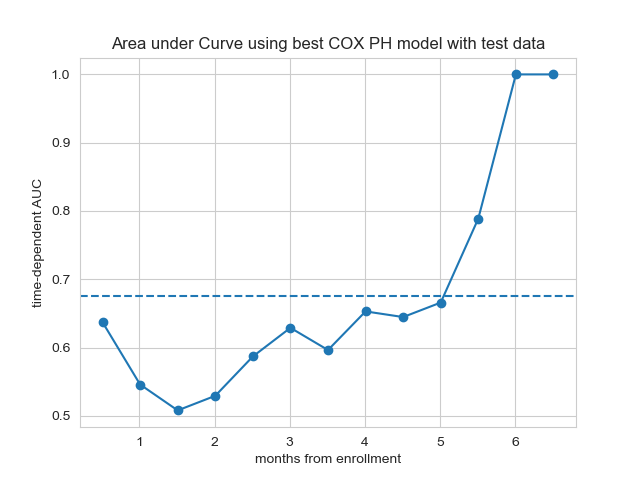 Area under Curve using best COX PH model with test data
1.0
0.9
0.8
0.7
0.6
0.5
time-dependent AUC
1 2 3 4 5 6
months from enrollment